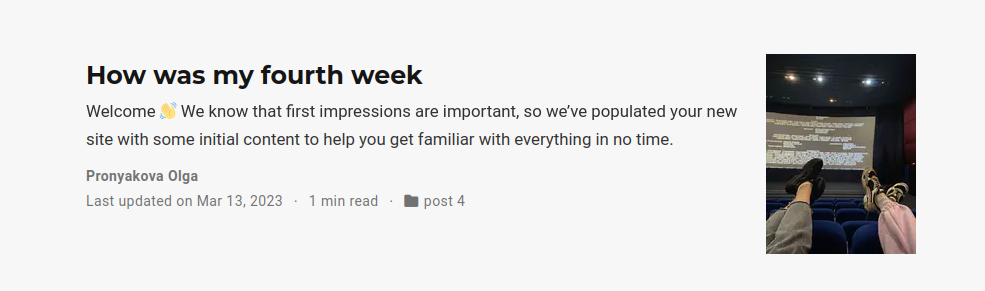 How was my fourth week
Welcome 👋 We know that first impressions are important, so we’ve populated your new
site with some initial content to help you get familiar with everything in no time.
Pronyakova Olga
Last updated on Mar 13, 2023 · 1 min read · post 4